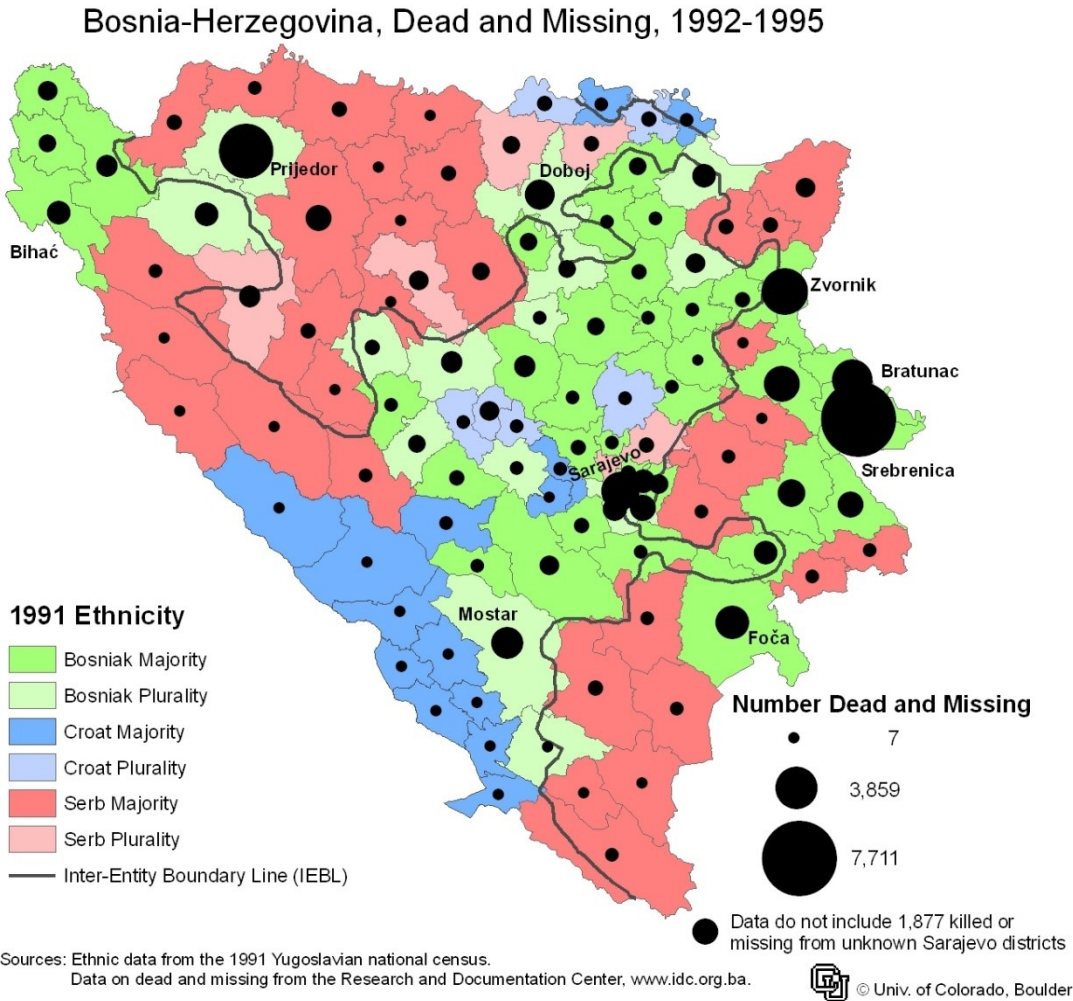 Bosnia-Herzegovina, Dead and Missing, 1992-1995
Prijedor
Doboj
Bihać
Zvornik
Bratunac
Srebrenica
Sarajevo
Mostar
Foča
1991 Ethnicity
Bosniak Majority
Bosniak Plurality
Croat Majority
Croat Plurality
Serb Majority
Serb Plurality
Inter-Entity Boundary Line (IEBL)
Number Dead and Missing
7
3,859
7,711
Data do not include 1,877 killed or
missing from unknown Sarajevo districts
Sources: Ethnic data from the 1991 Yugoslavian national census.
Data on dead and missing from the Research and Documentation Center, www.idc.org.ba.
CU
© Univ. of Colorado, Boulder